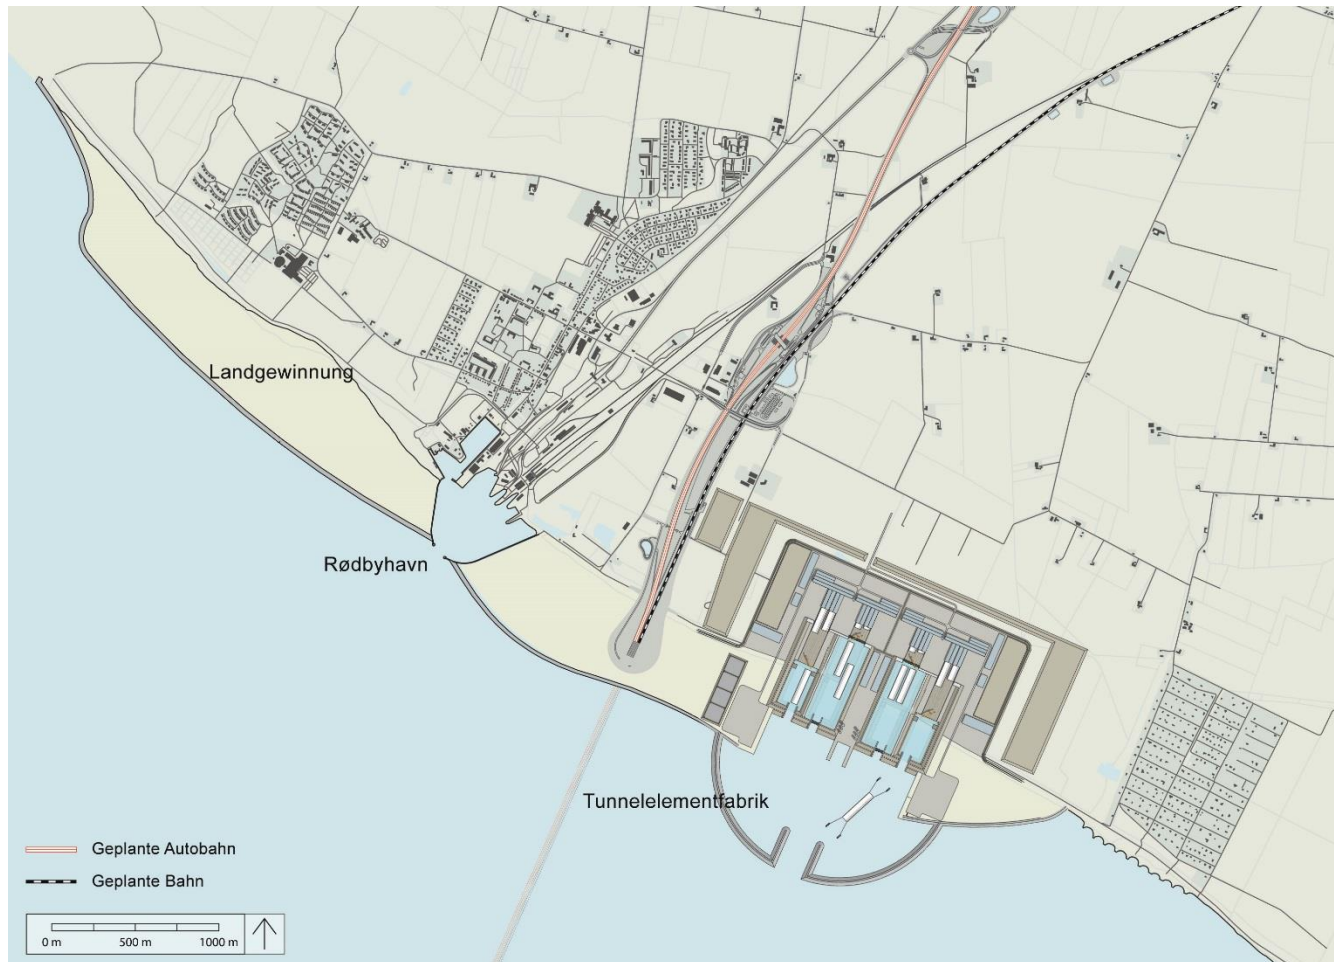 Landgewinnung
Rødbyhavn
Tunnelelementfabrik
Geplante Autobahn
Geplante Bahn
0 m 500 m 1000 m